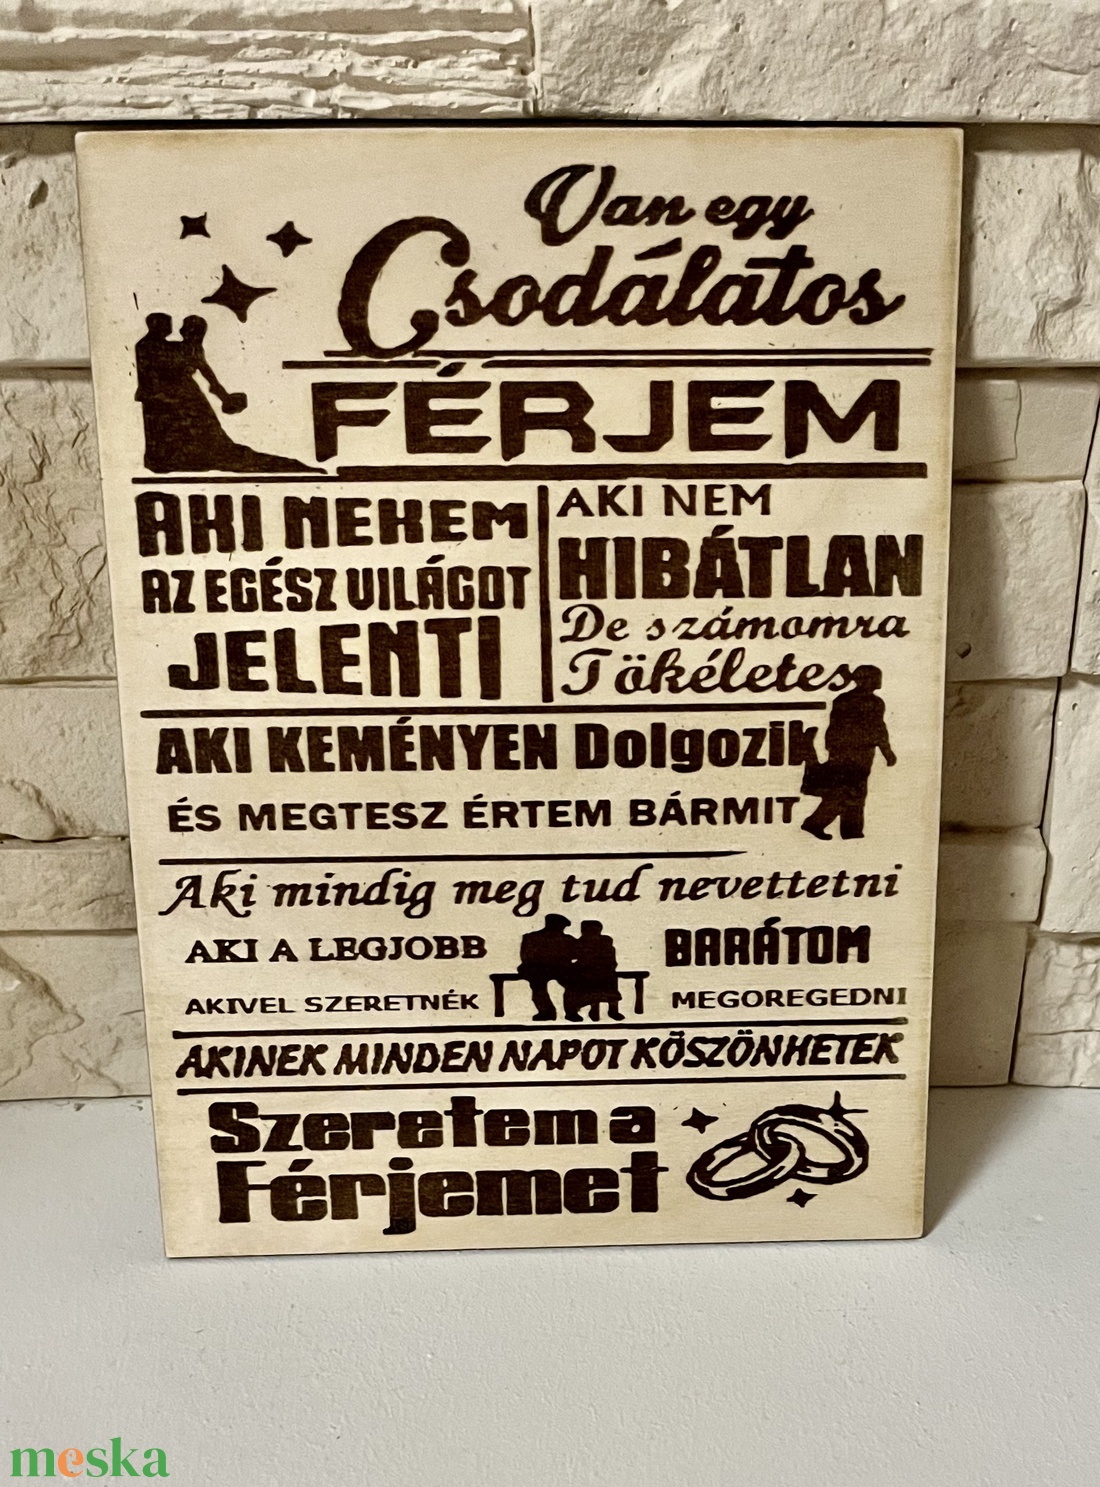 Van egy
Csodálatos
FÉRJEM
AKI NEKEM
AZ EGÉSZ VILÁGOT
JELENTI
AKI NEM
HIBÁTLAN
De számomra
Tökéletes
AKI KEMÉNYEN Dolgozik
ÉS MEGTESZ ÉRTEM BÁRMIT
Aki mindig meg tud nevettetni
AKI A LEGJOBB BARÁTOM
AKIVEL SZERETNÉK MEGOREGEDNI
AKINEK MINDEN NAPOT KÖSZÖNHETEK
Szeretem a
Férjemet
meska